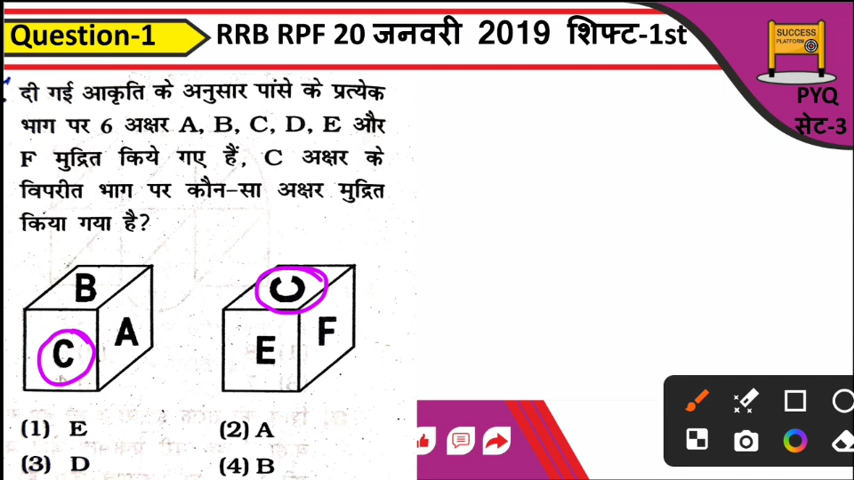 Question-1
RRB RPF 20 जनवरी 2019 शिफ्ट-1st
SUCCESS
PLATFORM
PYQ
सेट-3
दी गई आकृति के अनुसार पांसे के प्रत्येक
भाग पर 6 अक्षर A, B, C, D, E और
F मुद्रित किये गए हैं, C अक्षर के
विपरीत भाग पर कौन-सा अक्षर मुद्रित
किया गया है?
B
C
A
C
E
F
(1) E
(2) A
(3) D
(4) B